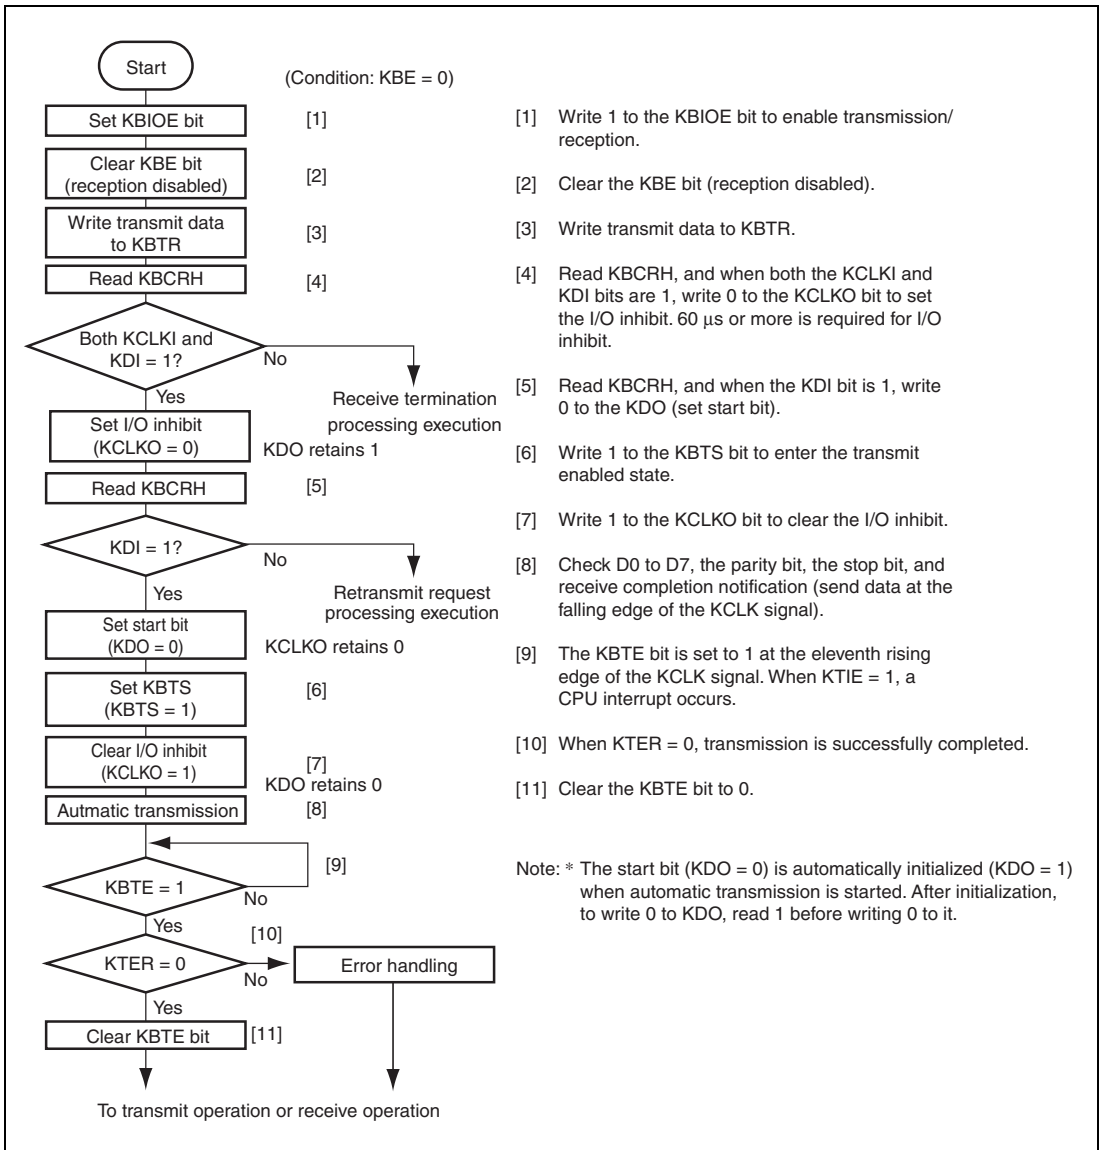 Start
(Condition: KBE = 0)
Set KBIOE bit
[1]
Clear KBE bit
(reception disabled)
[2]
Write transmit data
to KBTR
[3]
Read KBCRH
[4]
Both KCLKI and
KDI = 1?
No
Receive termination
processing execution
Yes
Set I/O inhibit
(KCLKO = 0)
KDO retains 1
Read KBCRH
[5]
KDI = 1?
No
Retransmit request
processing execution
Yes
Set start bit
(KDO = 0)
KCLKO retains 0
Set KBTS
(KBTS = 1)
[6]
Clear I/O inhibit
(KCLKO = 1)
[7]
KDO retains 0
Autmatic transmission
[8]
[9]
KBTE = 1
No
Yes
[10]
KTER = 0
No
Error handling
Yes
Clear KBTE bit
[11]
To transmit operation or receive operation
[1] Write 1 to the KBIOE bit to enable transmission/
reception.
[2] Clear the KBE bit (reception disabled).
[3] Write transmit data to KBTR.
[4] Read KBCRH, and when both the KCLKI and
KDI bits are 1, write 0 to the KCLKO bit to set
the I/O inhibit. 60 μs or more is required for I/O
inhibit.
[5] Read KBCRH, and when the KDI bit is 1, write
0 to the KDO (set start bit).
[6] Write 1 to the KBTS bit to enter the transmit
enabled state.
[7] Write 1 to the KCLKO bit to clear the I/O inhibit.
[8] Check D0 to D7, the parity bit, the stop bit, and
receive completion notification (send data at the
falling edge of the KCLK signal).
[9] The KBTE bit is set to 1 at the eleventh rising
edge of the KCLK signal. When KTIE = 1, a
CPU interrupt occurs.
[10] When KTER = 0, transmission is successfully completed.
[11] Clear the KBTE bit to 0.
Note: * The start bit (KDO = 0) is automatically initialized (KDO = 1)
when automatic transmission is started. After initialization,
to write 0 to KDO, read 1 before writing 0 to it.